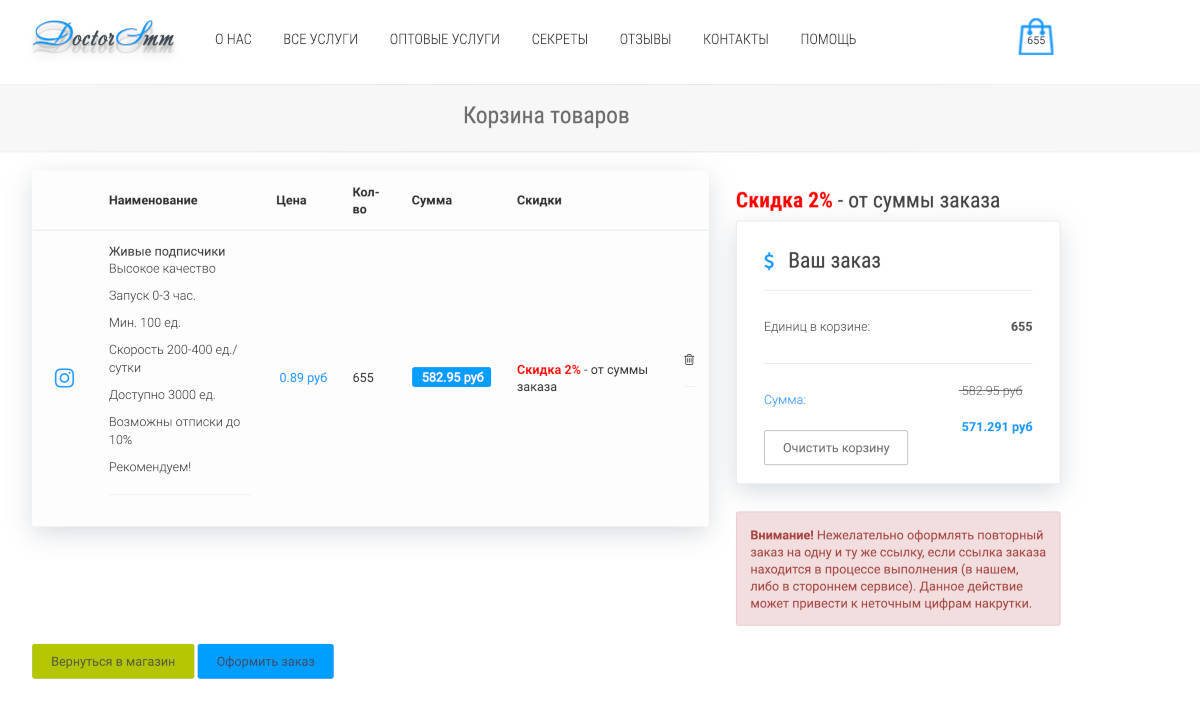 DoctorSmm
О НАС
ВСЕ УСЛУГИ
ОПТОВЫЕ УСЛУГИ
СЕКРЕТЫ
ОТЗЫВЫ
КОНТАКТЫ
ПОМОЩЬ
655
Корзина товаров
Наименование
Цена
Кол-
во
Сумма
Скидки
Живые подписчики
Высокое качество
Запуск 0-3 час.
Мин. 100 ед.
Скорость 200-400 ед./
сутки
Доступно 3000 ед.
Возможны отписки до
10%
Рекомендуем!
0.89 руб
655
582.95 руб
Скидка 2% - от суммы
заказа
Скидка 2% - от суммы заказа
$ Ваш заказ
Единиц в корзине:
655
Сумма:
582.95 руб
571.291 руб
Очистить корзину
Внимание! Нежелательно оформлять повторный
заказ на одну и ту же ссылку, если ссылка заказа
находится в процессе выполнения (в нашем,
либо в стороннем сервисе). Данное действие
может привести к неточным цифрам накрутки.
Вернуться в магазин
Оформить заказ